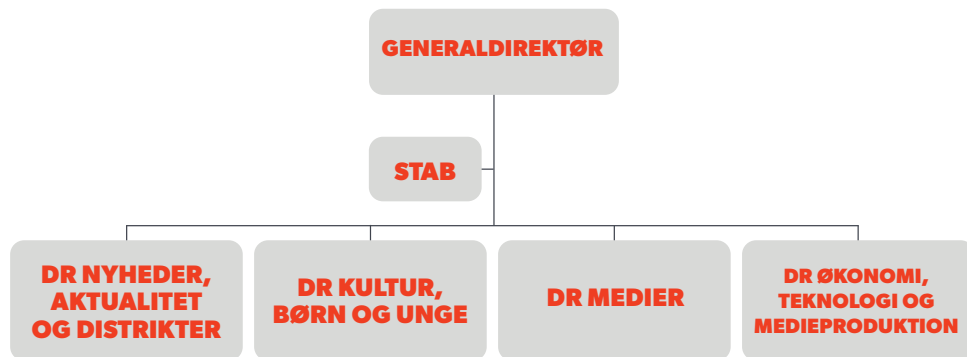 GENERALDIREKTØR
STAB
DR NYHEDER,
AKTUALITET
OG DISTRIKTER
DR KULTUR,
BØRN OG UNGE
DR MEDIER
DR ØKONOMI,
TEKNOLOGI OG
MEDIEPRODUKTION